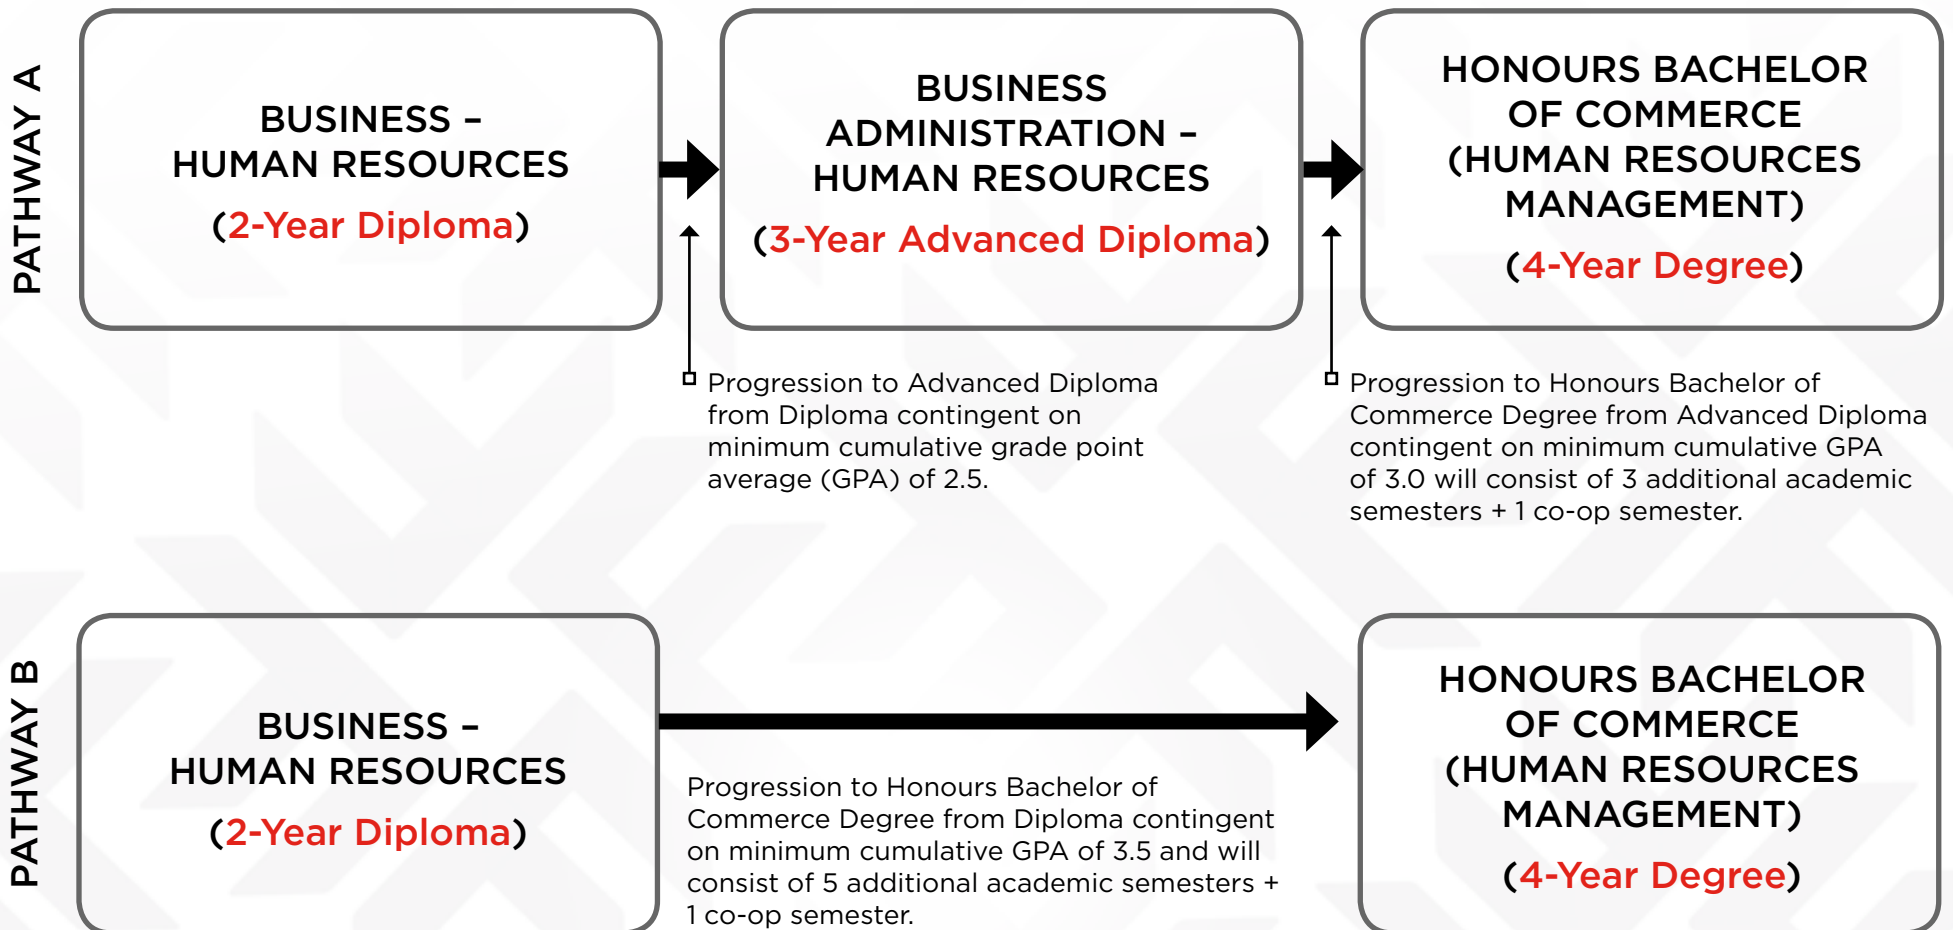 PATHWAY A
BUSINESS –
HUMAN RESOURCES
(2-Year Diploma)
BUSINESS
ADMINISTRATION –
HUMAN RESOURCES
(3-Year Advanced Diploma)
HONOURS BACHELOR
OF COMMERCE
(HUMAN RESOURCES
MANAGEMENT)
(4-Year Degree)
Progression to Advanced Diploma
from Diploma contingent on
minimum cumulative grade point
average (GPA) of 2.5.
Progression to Honours Bachelor of
Commerce Degree from Advanced Diploma
contingent on minimum cumulative GPA
of 3.0 will consist of 3 additional academic
semesters + 1 co-op semester.
PATHWAY B
BUSINESS –
HUMAN RESOURCES
(2-Year Diploma)
Progression to Honours Bachelor of
Commerce Degree from Diploma contingent
on minimum cumulative GPA of 3.5 and will
consist of 5 additional academic semesters +
1 co-op semester.
HONOURS BACHELOR
OF COMMERCE
(HUMAN RESOURCES
MANAGEMENT)
(4-Year Degree)